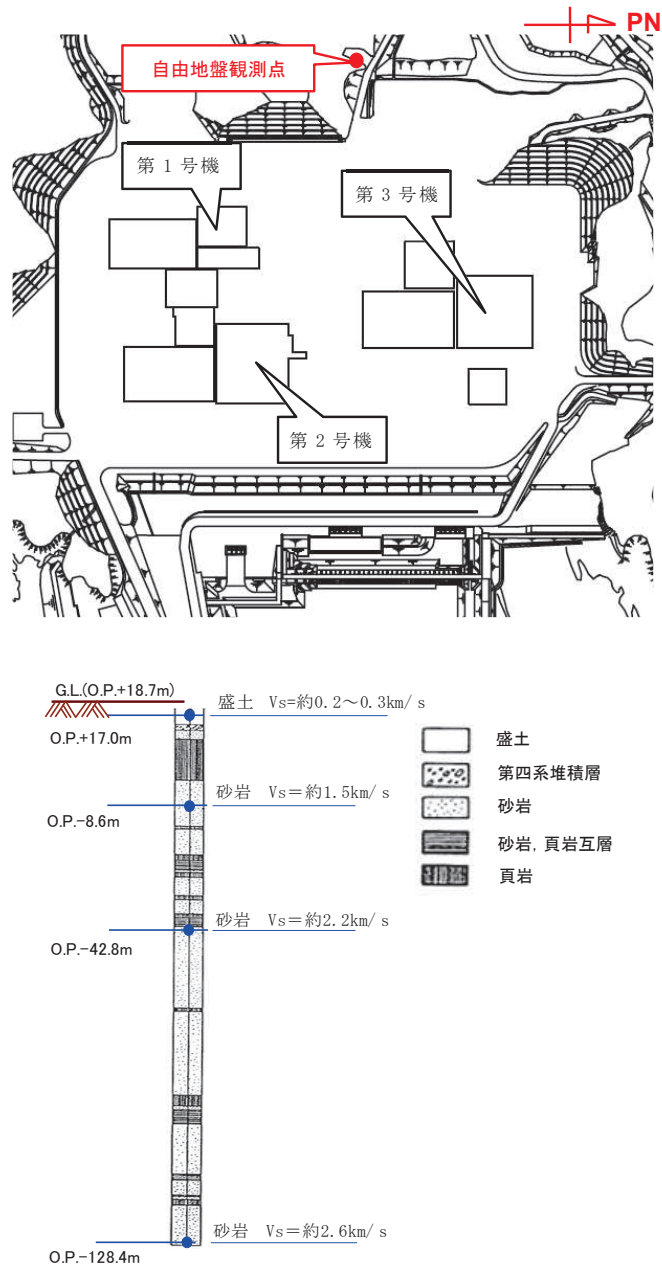 PN
自由地盤観測点
第 1 号機
第 3 号機
第 2 号機
G.L.(O.P.+18.7m)
盛土 Vs=約0.2～0.3km/s
O.P.+17.0m
盛土
第四系堆積層
砂岩 Vs＝約1.5km/s
砂岩
O.P.-8.6m
砂岩, 頁岩互層
頁岩
砂岩 Vs＝約2.2km/s
O.P.-42.8m
砂岩 Vs＝約2.6km/s
O.P.-128.4m